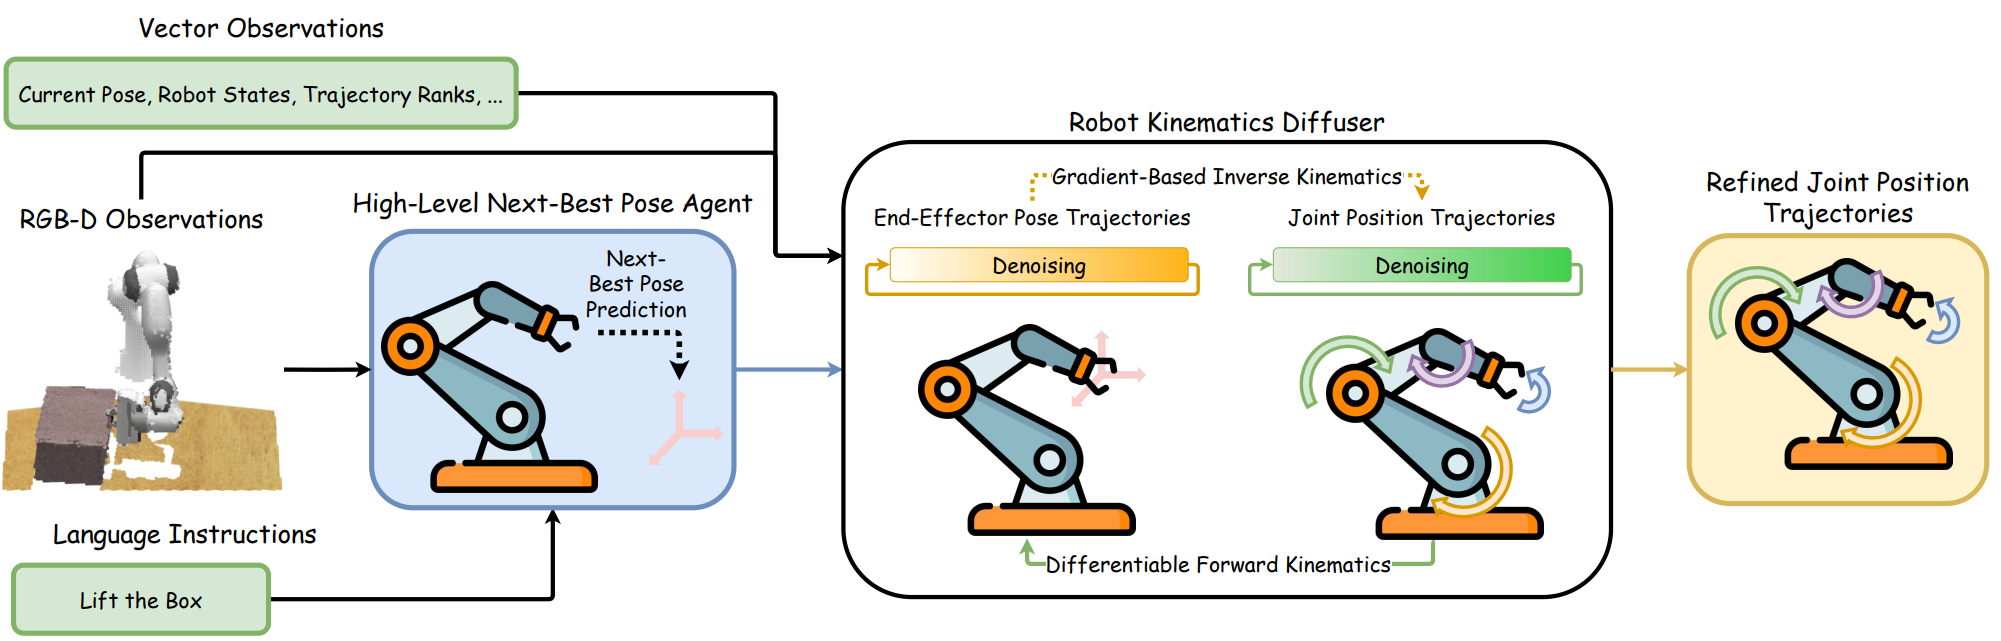 Vector Observations
Current Pose, Robot States, Trajectory Ranks, ...
RGB-D Observations
Language Instructions
Lift the Box
High-Level Next-Best Pose Agent
Next-
Best Pose
Prediction
Robot Kinematics Diffuser
Gradient-Based Inverse Kinematics
End-Effector Pose Trajectories
Joint Position Trajectories
Denoising
Denoising
Differentiable Forward Kinematics
Refined Joint Position
Trajectories